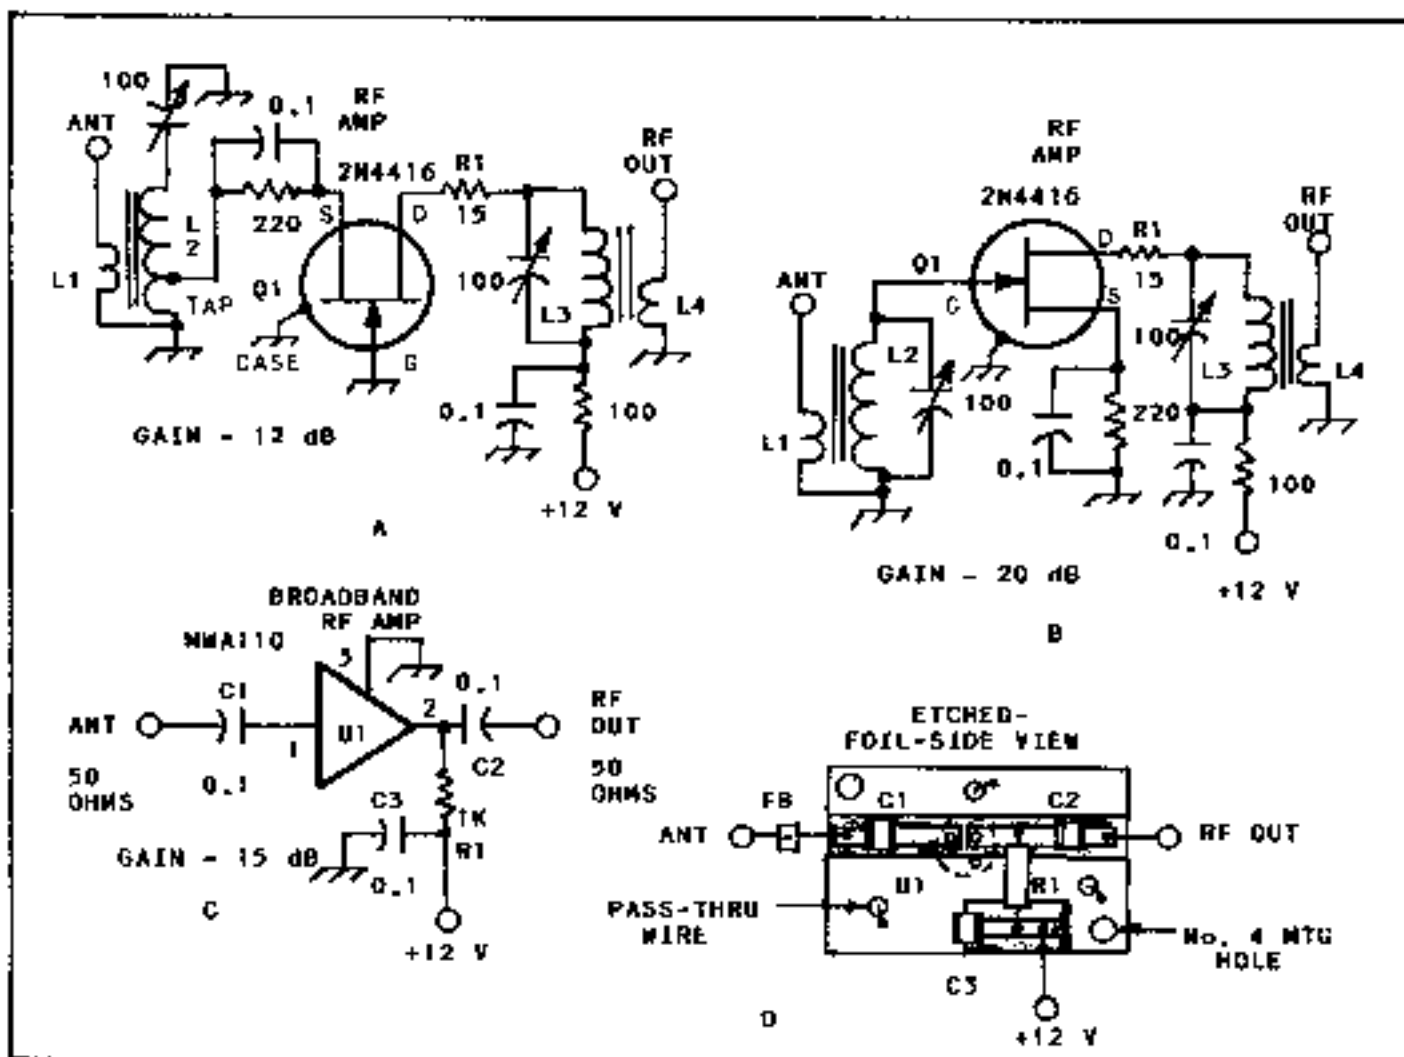 100
0.1
RF
AMP
ANT
2N4416
R1
RF
OUT
L
2
220
S
D
15
L1
TAP
Q1
100
L3
L4
CASE
G
0.1
100
GAIN - 12 dB
+12 V
A
RF
AMP
2N4416
D
R1
RF
OUT
ANT
Q1
G
S
15
L2
100
100
L3
L4
L1
0.1
220
100
0.1
GAIN - 20 dB
+12 V
B
BROADBAND
RF AMP
MWA110
3
C1
0.1
ANT
1
U1
2
RF
OUT
50
OHMS
0.1
C2
50
OHMS
C3
1K
R1
GAIN - 15 dB
0.1
C
+12 V
ETCHED-
FOIL-SIDE VIEW
FB
C1
C2
ANT
RF OUT
U1
R1
PASS-THRU
WIRE
No. 4 MTG
HOLE
C3
+12 V
D